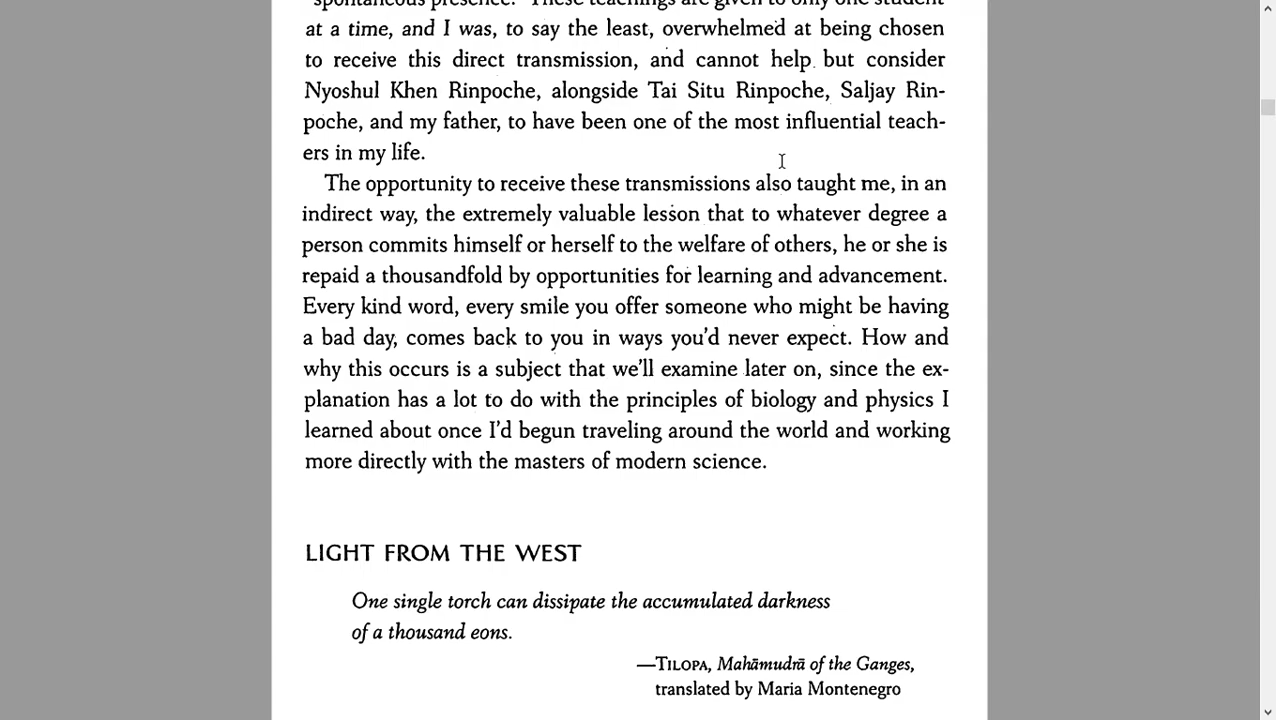 "spontaneous presence." These teachings are given to only one student
at a time, and I was, to say the least, overwhelmed at being chosen
to receive this direct transmission, and cannot help but consider
Nyoshul Khen Rinpoche, alongside Tai Situ Rinpoche, Saljay Rin-
poche, and my father, to have been one of the most influential teach-
ers in my life.
The opportunity to receive these transmissions also taught me, in an
indirect way, the extremely valuable lesson that to whatever degree a
person commits himself or herself to the welfare of others, he or she is
repaid a thousandfold by opportunities for learning and advancement.
Every kind word, every smile you offer someone who might be having
a bad day, comes back to you in ways you'd never expect. How and
why this occurs is a subject that we'll examine later on, since the ex-
planation has a lot to do with the principles of biology and physics I
learned about once I'd begun traveling around the world and working
more directly with the masters of modern science.
LIGHT FROM THE WEST
One single torch can dissipate the accumulated darkness
of a thousand eons.
—TILOPA, Mahāmudrā of the Ganges,
translated by Maria Montenegro